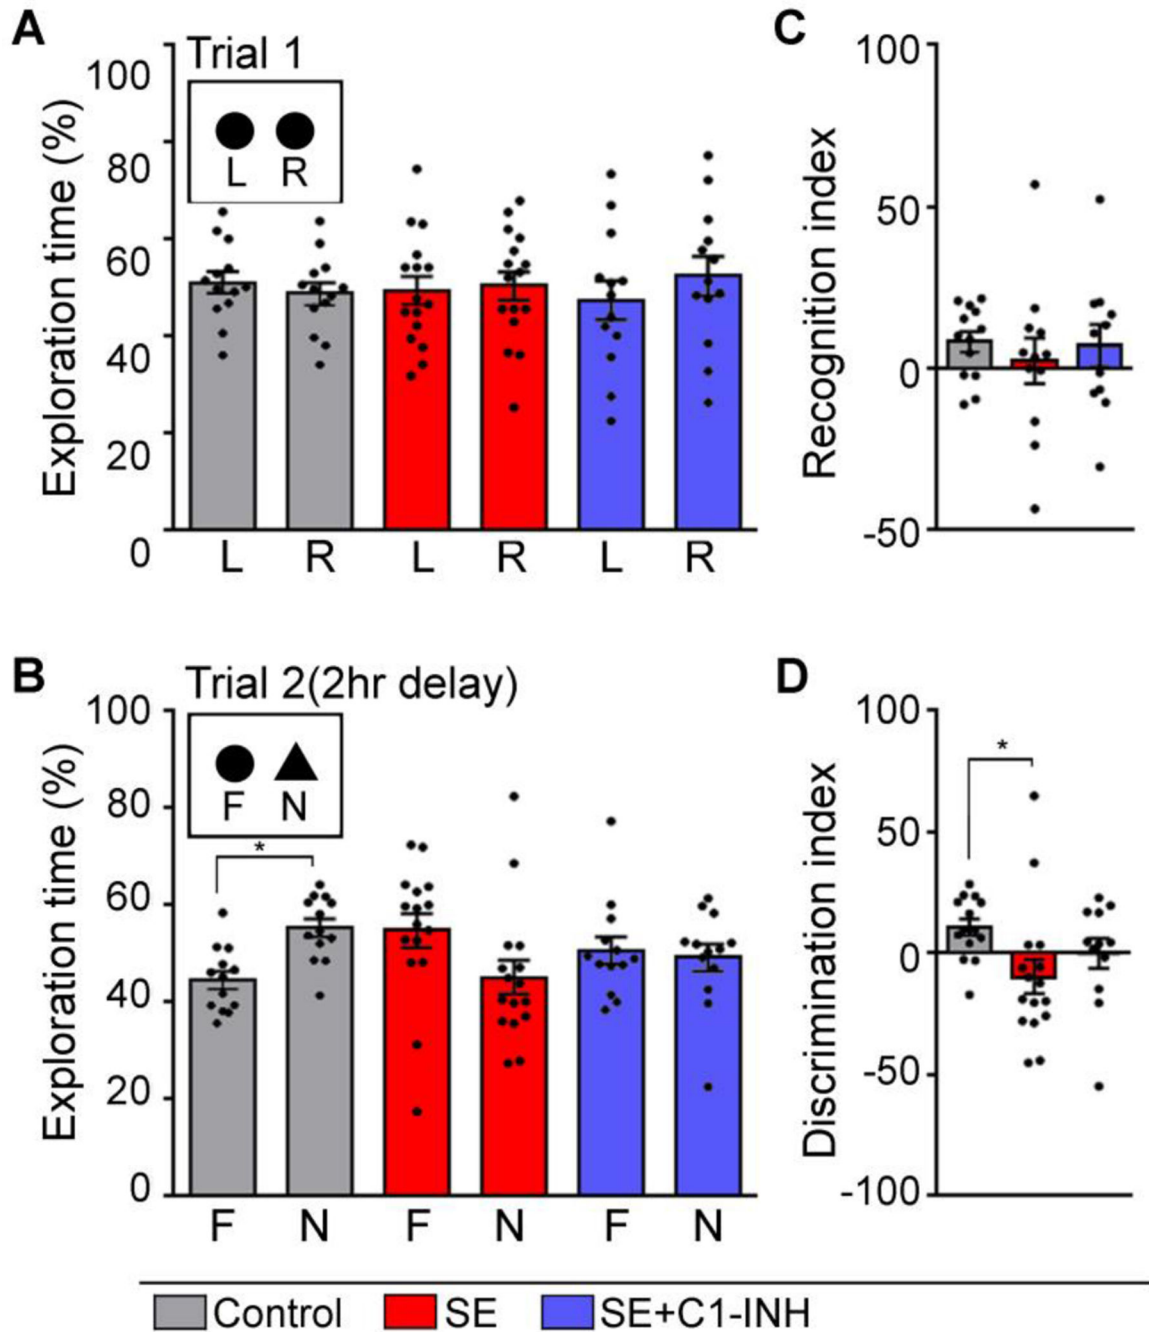 A
Trial 1
L R
Exploration time (%)
100
80
60
40
20
0
L R L R L R
C
Recognition index
100
50
0
-50
B
Trial 2(2hr delay)
F N
Exploration time (%)
100
80
60
40
20
0
*
F N F N F N
D
Discrimination index
100
50
0
-50
-100
*
Control SE SE+C1-INH